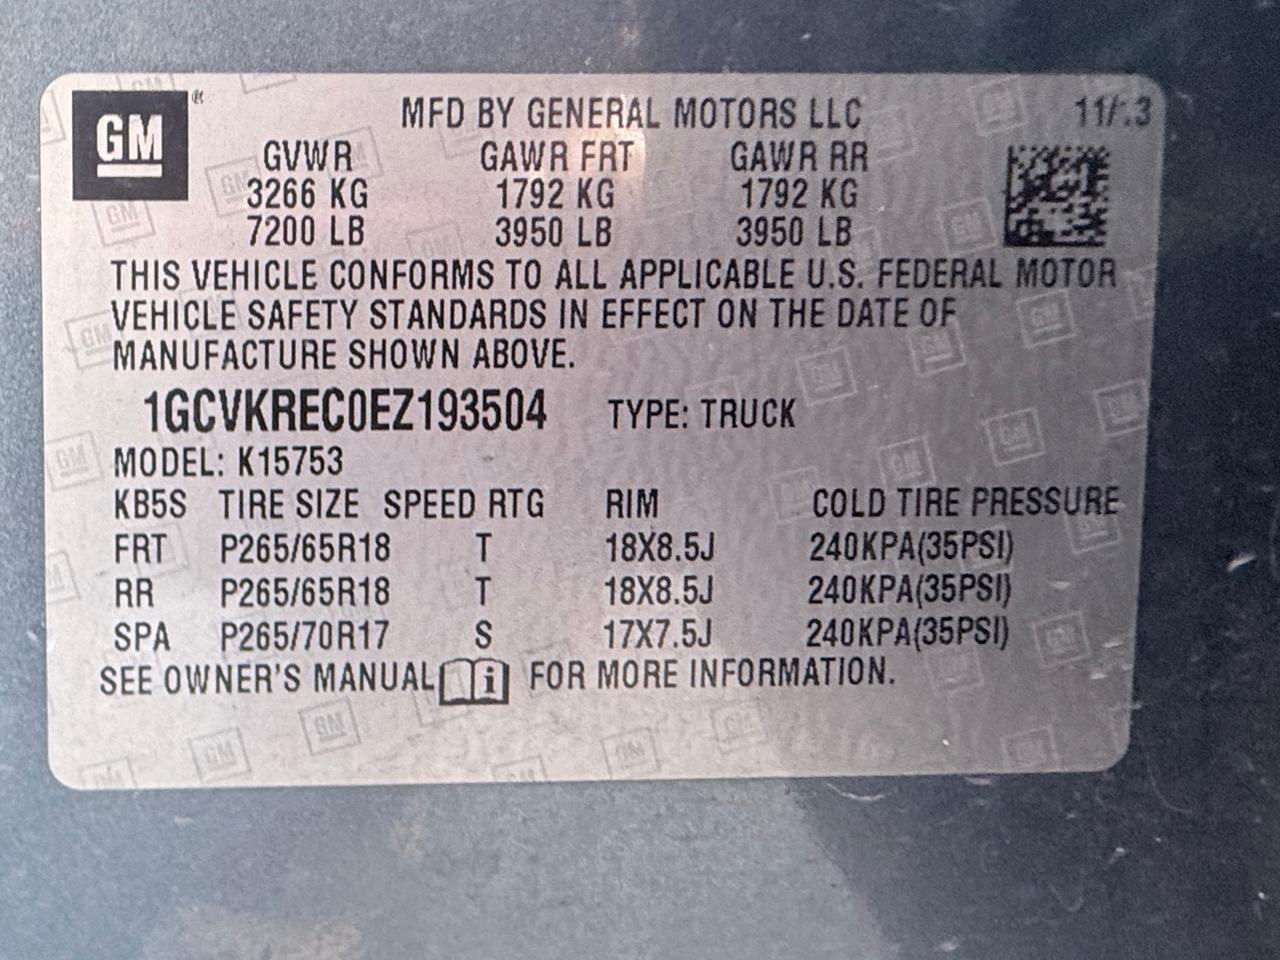 GM ®
MFD BY GENERAL MOTORS LLC
GVWR GAWR FRT GAWR RR
3266 KG 1792 KG 1792 KG
7200 LB 3950 LB 3950 LB
THIS VEHICLE CONFORMS TO ALL APPLICABLE U.S. FEDERAL MOTOR
VEHICLE SAFETY STANDARDS IN EFFECT ON THE DATE OF
MANUFACTURE SHOWN ABOVE.
1GCVKREC0EZ193504 TYPE: TRUCK
MODEL: K15753
KB5S TIRE SIZE SPEED RTG RIM COLD TIRE PRESSURE
FRT P265/65R18 T 18X8.5J 240KPA(35PSI)
RR P265/65R18 T 18X8.5J 240KPA(35PSI)
SPA P265/70R17 S 17X7.5J 240KPA(35PSI)
SEE OWNER'S MANUAL i FOR MORE INFORMATION.